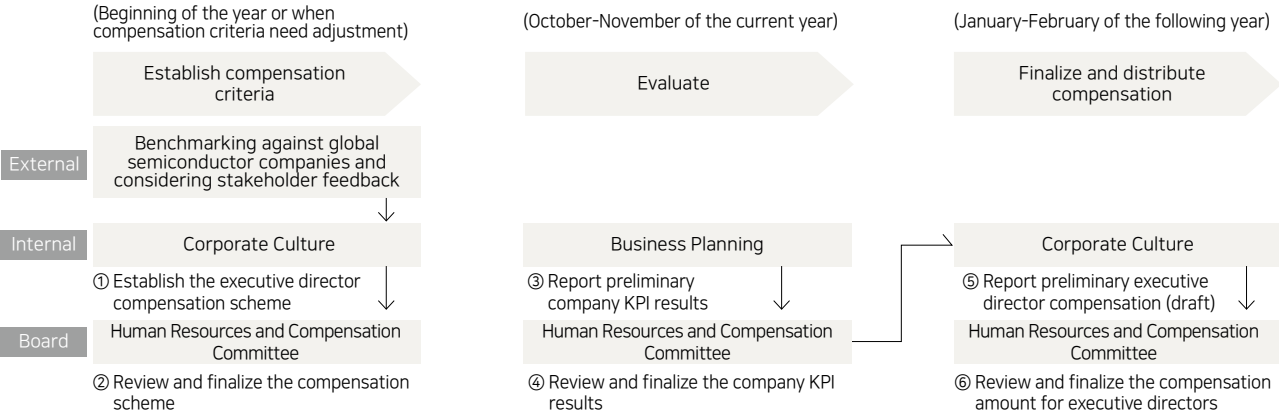 (Beginning of the year or when
compensation criteria need adjustment)
(October-November of the current year)
(January-February of the following year)
Establish compensation
criteria
Evaluate
Finalize and distribute
compensation
External
Benchmarking against global
semiconductor companies and
considering stakeholder feedback
Internal
Corporate Culture
Business Planning
Corporate Culture
① Establish the executive director
compensation scheme
③ Report preliminary
company KPI results
⑤ Report preliminary executive
director compensation (draft)
Board
Human Resources and Compensation
Committee
Human Resources and Compensation
Committee
Human Resources and Compensation
Committee
② Review and finalize the compensation
scheme
④ Review and finalize the company KPI
results
⑥ Review and finalize the compensation
amount for executive directors